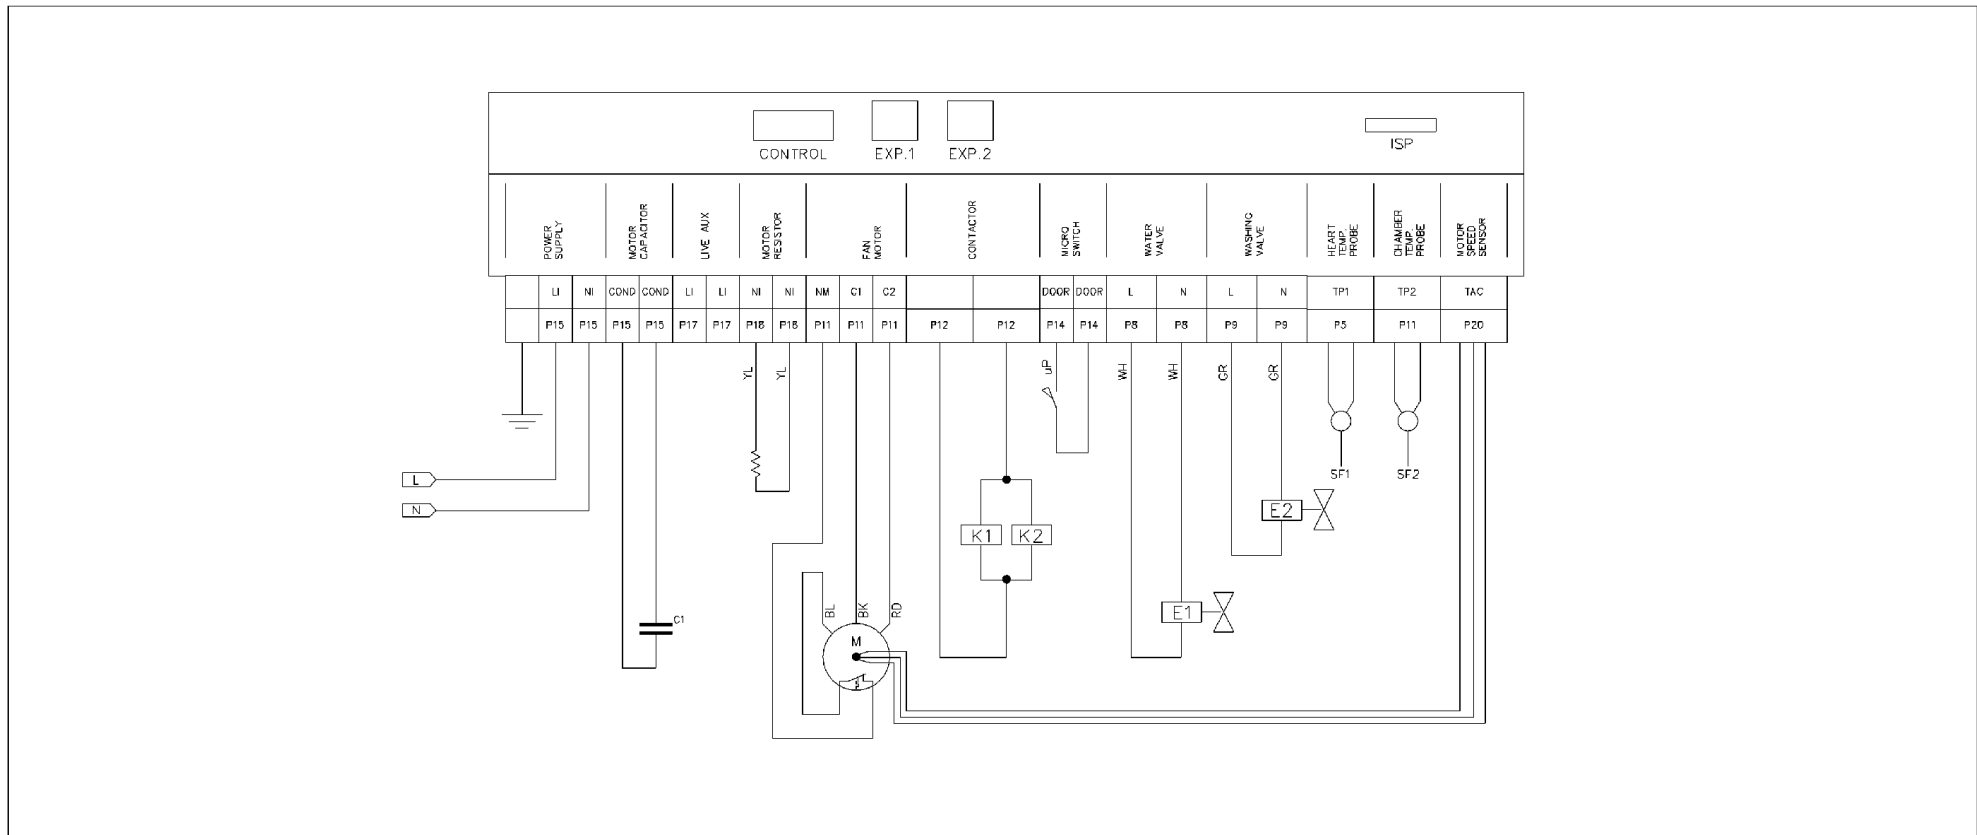 CONTROL EXP.1 EXP.2 ISP
POWER
SUPPLY
MOTOR
CAPACITOR
LIVE AUX
MOTOR
RESISTOR
FAN
MOTOR
CONTACTOR
MICRO
SWITCH
WATER
VALVE
WASHING
VALVE
HEART
TEMP.
PROBE
CHAMBER
TEMP.
PROBE
MOTOR
SPEED
SENSOR
LI NI COND COND LI LI NI NI NM C1 C2 DOOR DOOR L N L N TP1 TP2 TAC
P15 P15 P15 P15 P17 P17 P16 P16 P11 P11 P11 P12 P12 P14 P14 P8 P8 P9 P9 P5 P11 P20
YL YL uP WH WH GR GR
L
N
SF1 SF2
E2
K1 K2
BL BK RD
E1
C1
M